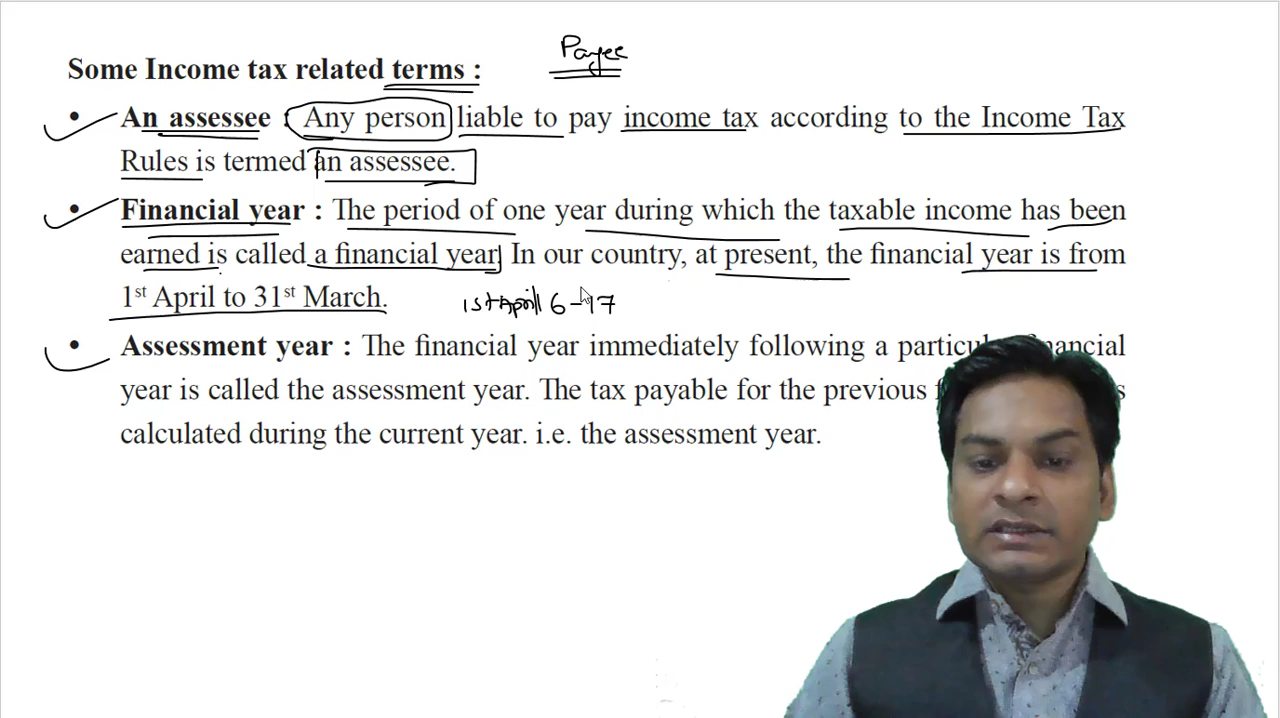 Payee
Some Income tax related terms :
• An assessee : Any person liable to pay income tax according to the Income Tax
Rules is termed an assessee.
• Financial year : The period of one year during which the taxable income has been
earned is called a financial year. In our country, at present, the financial year is from
1st April to 31st March.
1st April 6-17
• Assessment year : The financial year immediately following a particular financial
year is called the assessment year. The tax payable for the previous
calculated during the current year. i.e. the assessment year.